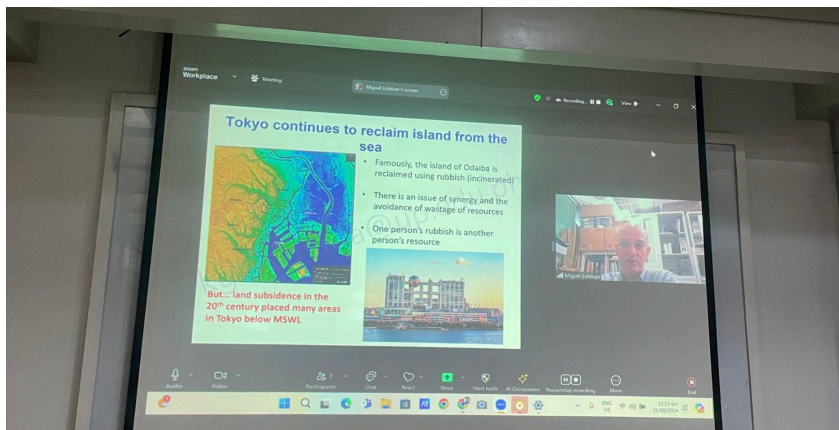 zoom
Workplace
Meeting
Miguel Esteban's screen
Recording...
View
Tokyo continues to reclaim island from the
sea
• Famously, the island of Odaiba is
reclaimed using rubbish (incinerated)
• There is an issue of synergy and the
avoidance of wastage of resources
• One person's rubbish is another
person's resource
But... land subsidence in the
20th century placed many areas
in Tokyo below MSWL
Miguel Esteban
Audio
Video
Participants
Chat
React
Share
Host tools
AI Companion
Pause/stop recording
More
End
ENG
US